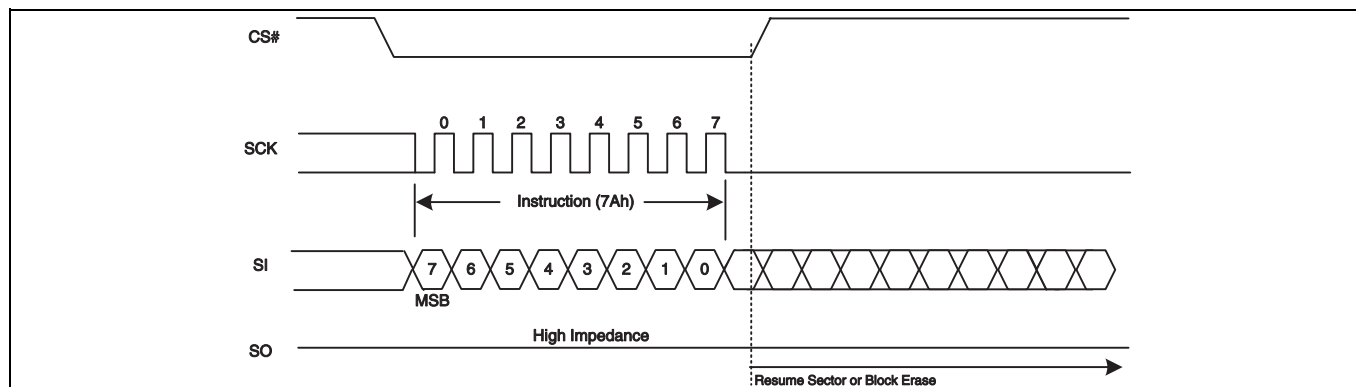 CS#
0 1 2 3 4 5 6 7
SCK
Instruction (7Ah)
SI
7 6 5 4 3 2 1 0
MSB
High Impedance
SO
Resume Sector or Block Erase